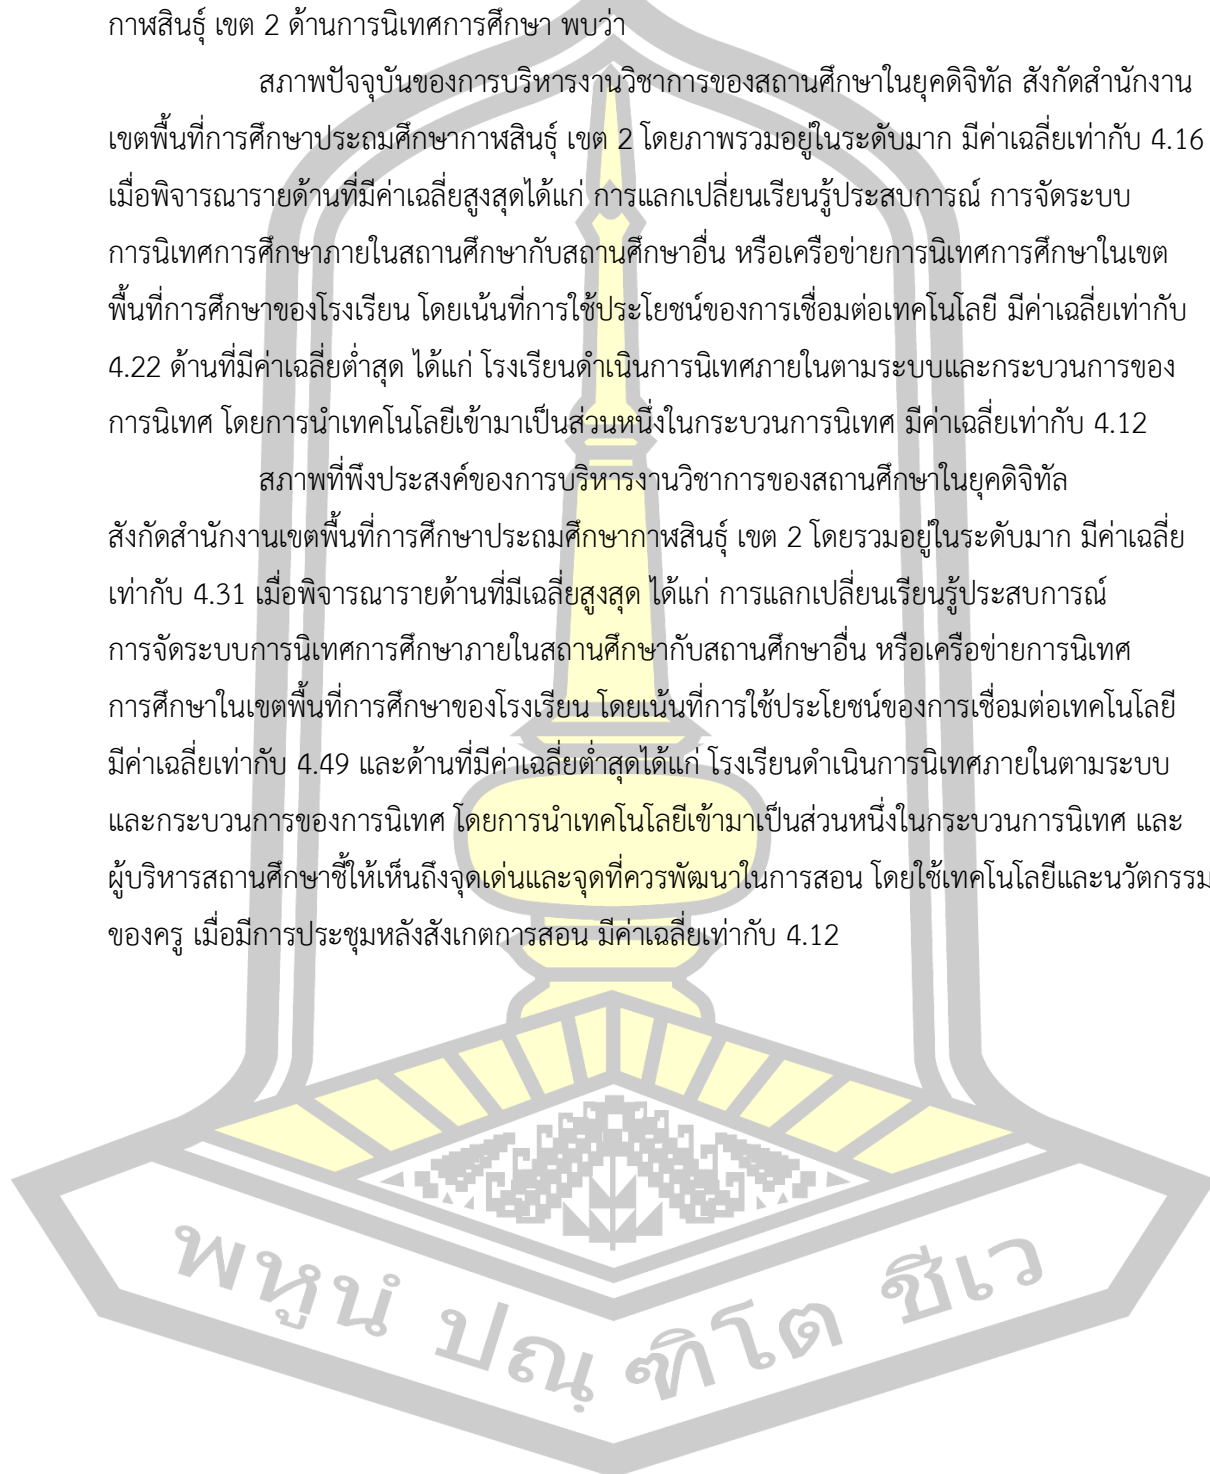 กาฬสินธุ์ เขต 2 ด้านการนิเทศการศึกษา พบว่า
สภาพปัจจุบันของการบริหารงานวิชาการของสถานศึกษาในยุคดิจิทัล สังกัดสำนักงาน
เขตพื้นที่การศึกษาประถมศึกษากาฬสินธุ์ เขต 2 โดยภาพรวมอยู่ในระดับมาก มีค่าเฉลี่ยเท่ากับ 4.16
เมื่อพิจารณารายด้านที่มีค่าเฉลี่ยสูงสุดได้แก่ การแลกเปลี่ยนเรียนรู้ประสบการณ์ การจัดระบบ
การนิเทศการศึกษาภายในสถานศึกษากับสถานศึกษาอื่น หรือเครือข่ายการนิเทศการศึกษาในเขต
พื้นที่การศึกษาของโรงเรียน โดยเน้นที่การใช้ประโยชน์ของการเชื่อมต่อเทคโนโลยี มีค่าเฉลี่ยเท่ากับ
4.22 ด้านที่มีค่าเฉลี่ยต่ำสุด ได้แก่ โรงเรียนดำเนินการนิเทศภายในตามระบบและกระบวนการของ
การนิเทศ โดยการนำเทคโนโลยีเข้ามาเป็นส่วนหนึ่งในกระบวนการนิเทศ มีค่าเฉลี่ยเท่ากับ 4.12
สภาพที่พึงประสงค์ของการบริหารงานวิชาการของสถานศึกษาในยุคดิจิทัล
สังกัดสำนักงานเขตพื้นที่การศึกษาประถมศึกษากาฬสินธุ์ เขต 2 โดยรวมอยู่ในระดับมาก มีค่าเฉลี่ย
เท่ากับ 4.31 เมื่อพิจารณารายด้านที่มีเฉลี่ยสูงสุด ได้แก่ การแลกเปลี่ยนเรียนรู้ประสบการณ์
การจัดระบบการนิเทศการศึกษาภายในสถานศึกษากับสถานศึกษาอื่น หรือเครือข่ายการนิเทศ
การศึกษาในเขตพื้นที่การศึกษาของโรงเรียน โดยเน้นที่การใช้ประโยชน์ของการเชื่อมต่อเทคโนโลยี
มีค่าเฉลี่ยเท่ากับ 4.49 และด้านที่มีค่าเฉลี่ยต่ำสุดได้แก่ โรงเรียนดำเนินการนิเทศภายในตามระบบ
และกระบวนการของการนิเทศ โดยการนำเทคโนโลยีเข้ามาเป็นส่วนหนึ่งในกระบวนการนิเทศ และ
ผู้บริหารสถานศึกษาชี้ให้เห็นถึงจุดเด่นและจุดที่ควรพัฒนาในการสอน โดยใช้เทคโนโลยีและนวัตกรรม
ของครู เมื่อมีการประชุมหลังสังเกตการสอน มีค่าเฉลี่ยเท่ากับ 4.12
พหูนํ ปณฺฑิโต ชีเว